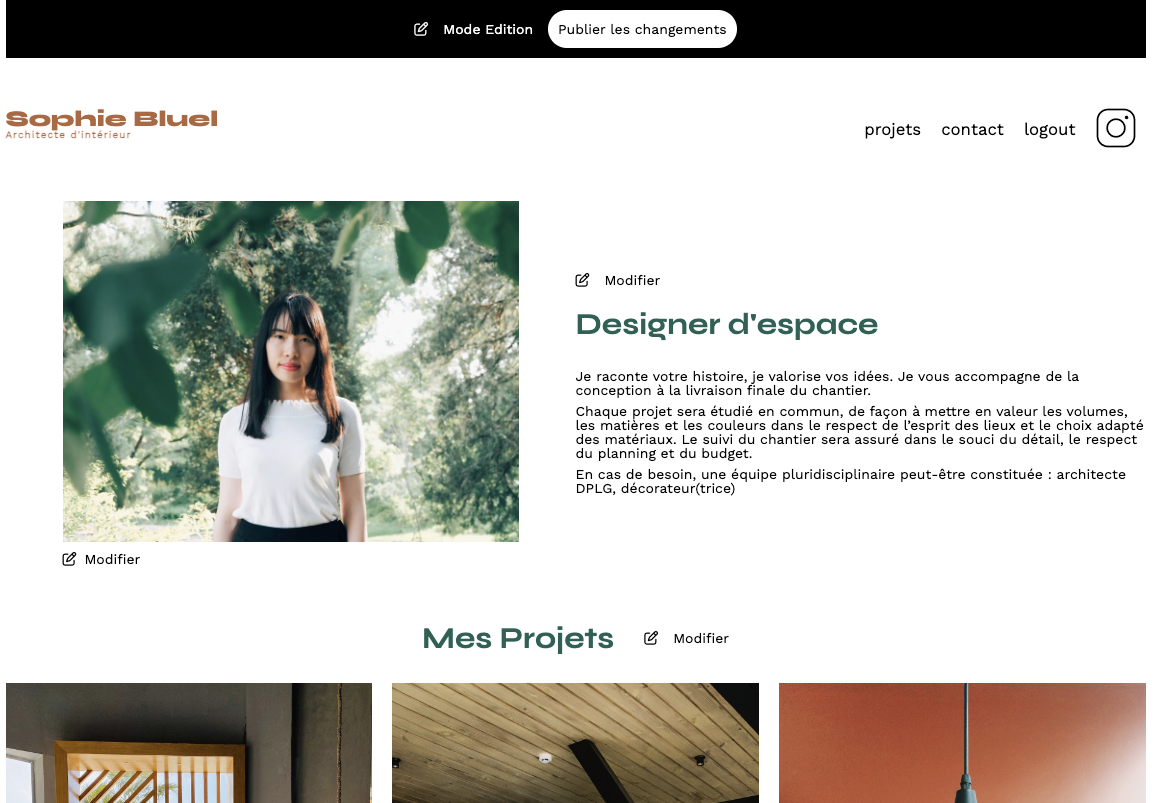 Mode Edition Publier les changements
Sophie Bluel
Architecte d'intérieur
projets contact logout
Modifier
Designer d'espace
Je raconte votre histoire, je valorise vos idées. Je vous accompagne de la
conception à la livraison finale du chantier.
Chaque projet sera étudié en commun, de façon à mettre en valeur les volumes,
les matières et les couleurs dans le respect de l’esprit des lieux et le choix adapté
des matériaux. Le suivi du chantier sera assuré dans le souci du détail, le respect
du planning et du budget.
En cas de besoin, une équipe pluridisciplinaire peut-être constituée : architecte
DPLG, décorateur(trice)
Modifier
Mes Projets Modifier